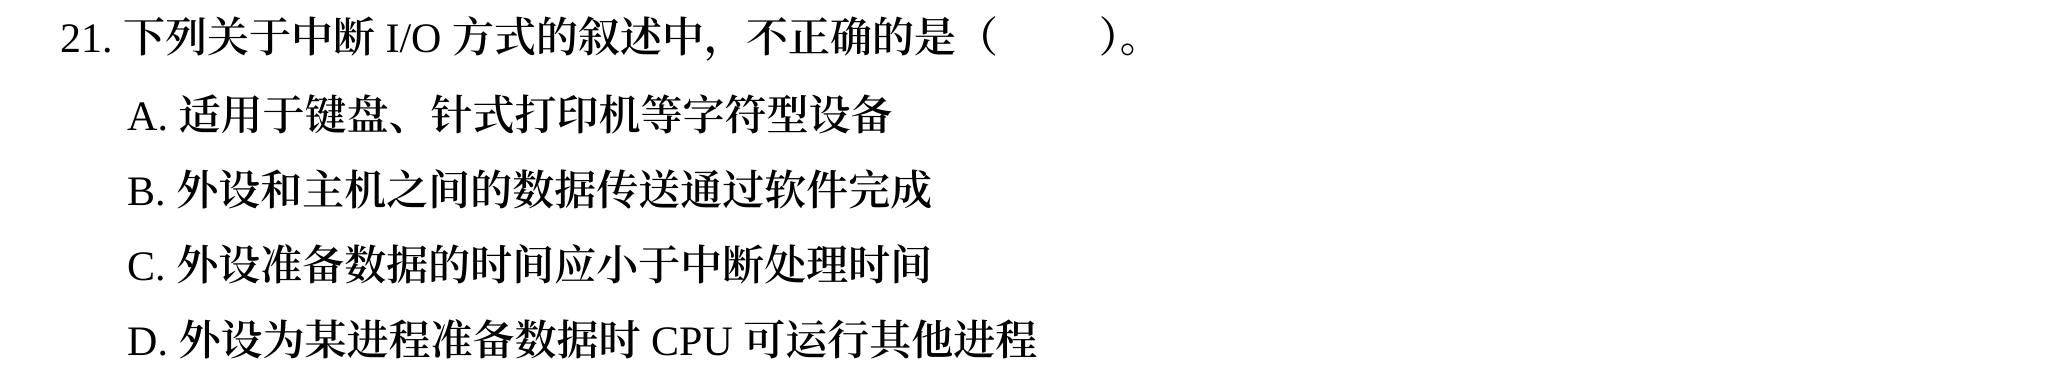 21. 下列关于中断 I/O 方式的叙述中，不正确的是（　　）。
A. 适用于键盘、针式打印机等字符型设备
B. 外设和主机之间的数据传送通过软件完成
C. 外设准备数据的时间应小于中断处理时间
D. 外设为某进程准备数据时 CPU 可运行其他进程